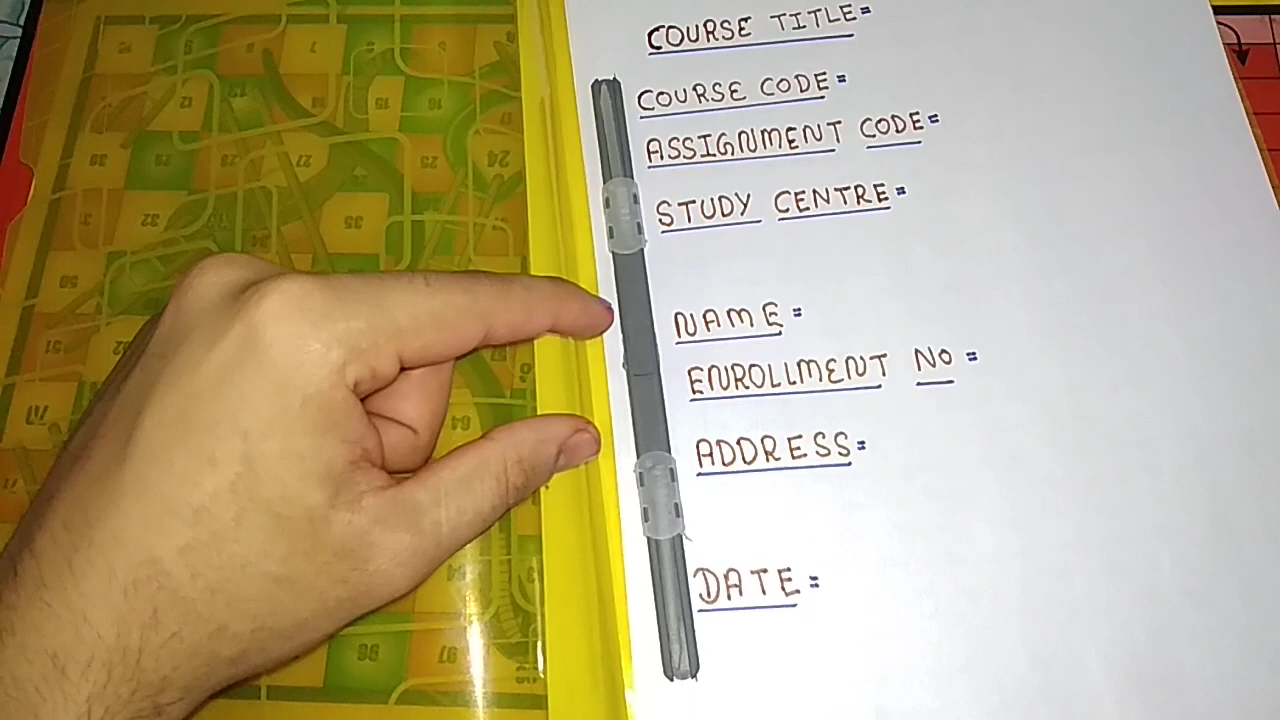 COURSE TITLE=
COURSE CODE=
ASSIGNMENT CODE=
STUDY CENTRE=
NAME=
ENROLLMENT NO=
ADDRESS=
DATE=